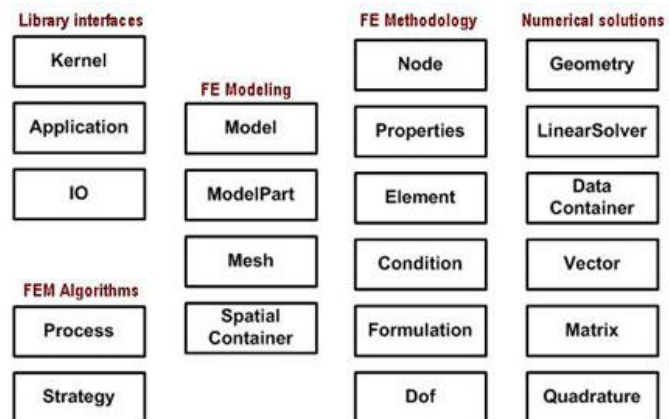 Library interfaces
Kernel
Application
IO
FEM Algorithms
Process
Strategy
FE Modeling
Model
ModelPart
Mesh
Spatial
Container
FE Methodology
Node
Properties
Element
Condition
Formulation
Dof
Numerical solutions
Geometry
LinearSolver
Data
Container
Vector
Matrix
Quadrature